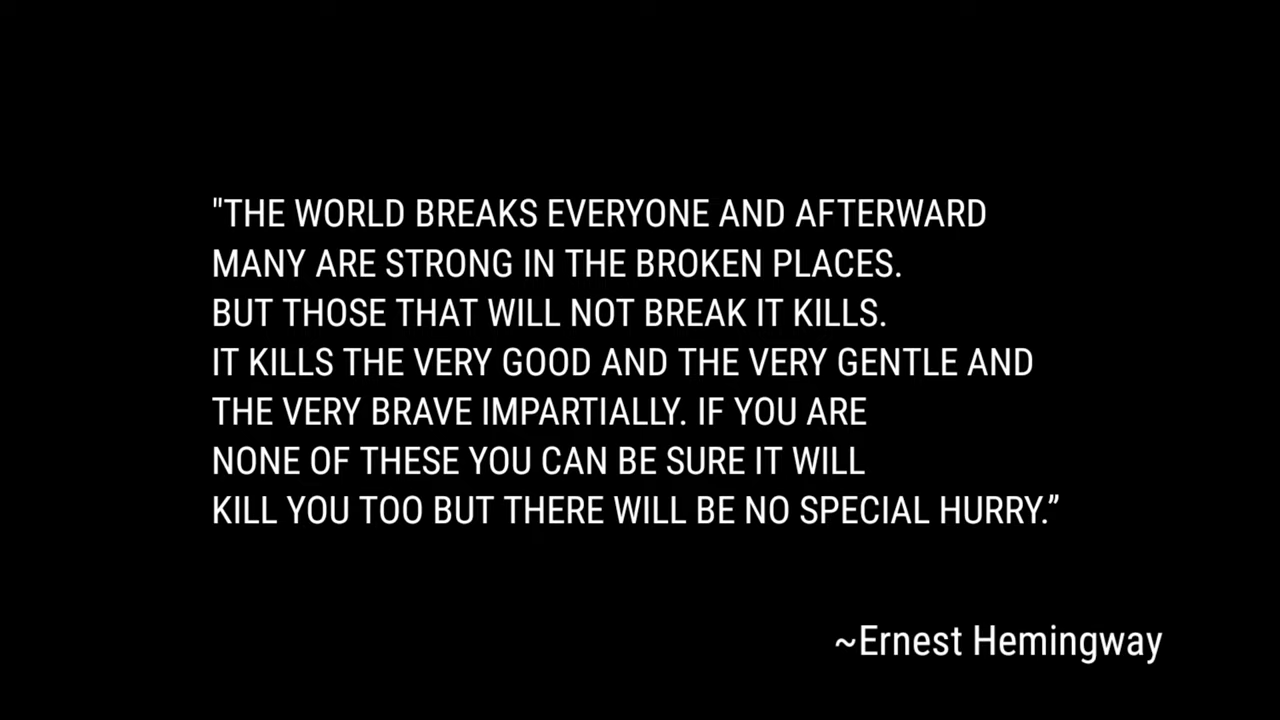 "THE WORLD BREAKS EVERYONE AND AFTERWARD
MANY ARE STRONG IN THE BROKEN PLACES.
BUT THOSE THAT WILL NOT BREAK IT KILLS.
IT KILLS THE VERY GOOD AND THE VERY GENTLE AND
THE VERY BRAVE IMPARTIALLY. IF YOU ARE
NONE OF THESE YOU CAN BE SURE IT WILL
KILL YOU TOO BUT THERE WILL BE NO SPECIAL HURRY.”
~Ernest Hemingway